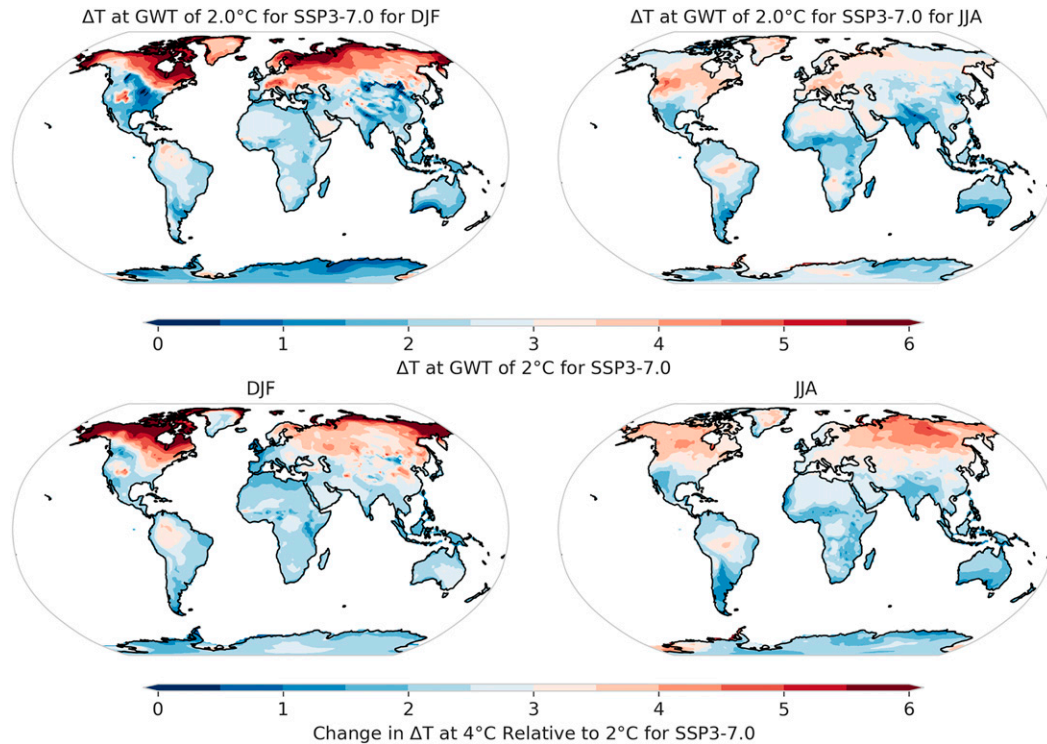 ΔT at GWT of 2.0°C for SSP3-7.0 for DJF
ΔT at GWT of 2.0°C for SSP3-7.0 for JJA
0 1 2 3 4 5 6
ΔT at GWT of 2°C for SSP3-7.0
DJF
JJA
0 1 2 3 4 5 6
Change in ΔT at 4°C Relative to 2°C for SSP3-7.0